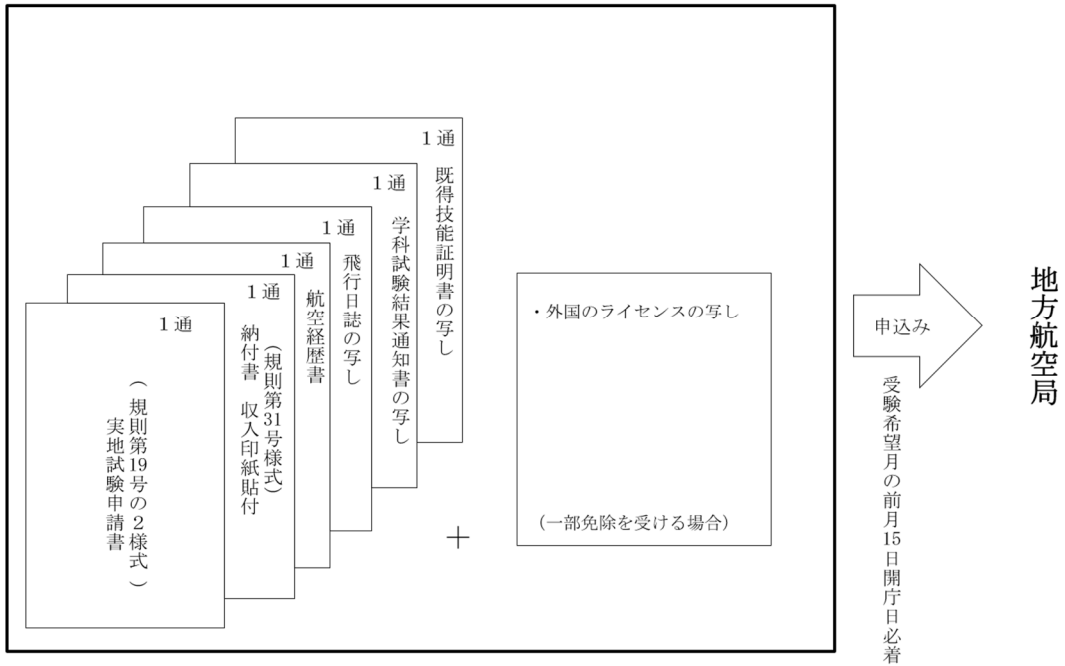 １通
実地試験申請書
（規則第19号の２様式）
１通
納付書　収入印紙貼付
（規則第31号様式）
１通
航空経歴書
１通
飛行日誌の写し
１通
学科試験結果通知書の写し
１通
既得技能証明書の写し
＋
・外国のライセンスの写し
（一部免除を受ける場合）
申込み
受験希望月の前月15日開庁日必着
地方航空局